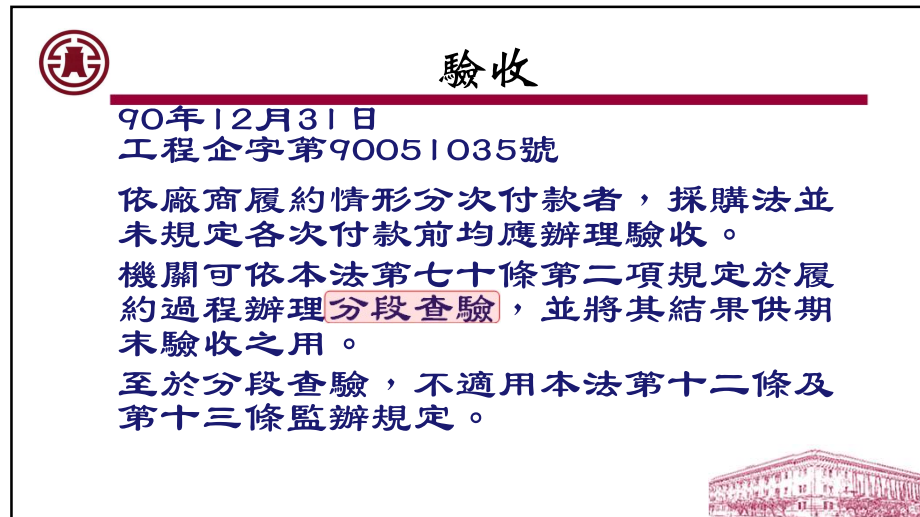 驗收
90年12月31日
工程企字第90051035號
依廠商履約情形分次付款者，採購法並
未規定各次付款前均應辦理驗收。
機關可依本法第七十條第二項規定於履
約過程辦理分段查驗，並將其結果供期
末驗收之用。
至於分段查驗，不適用本法第十二條及
第十三條監辦規定。